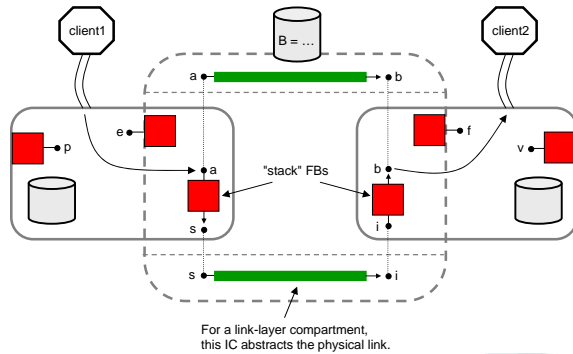 client1
client2
B = ...
a
b
e
f
p
v
a
b
"stack" FBs
s
i
s
i
For a link-layer compartment,
this IC abstracts the physical link.